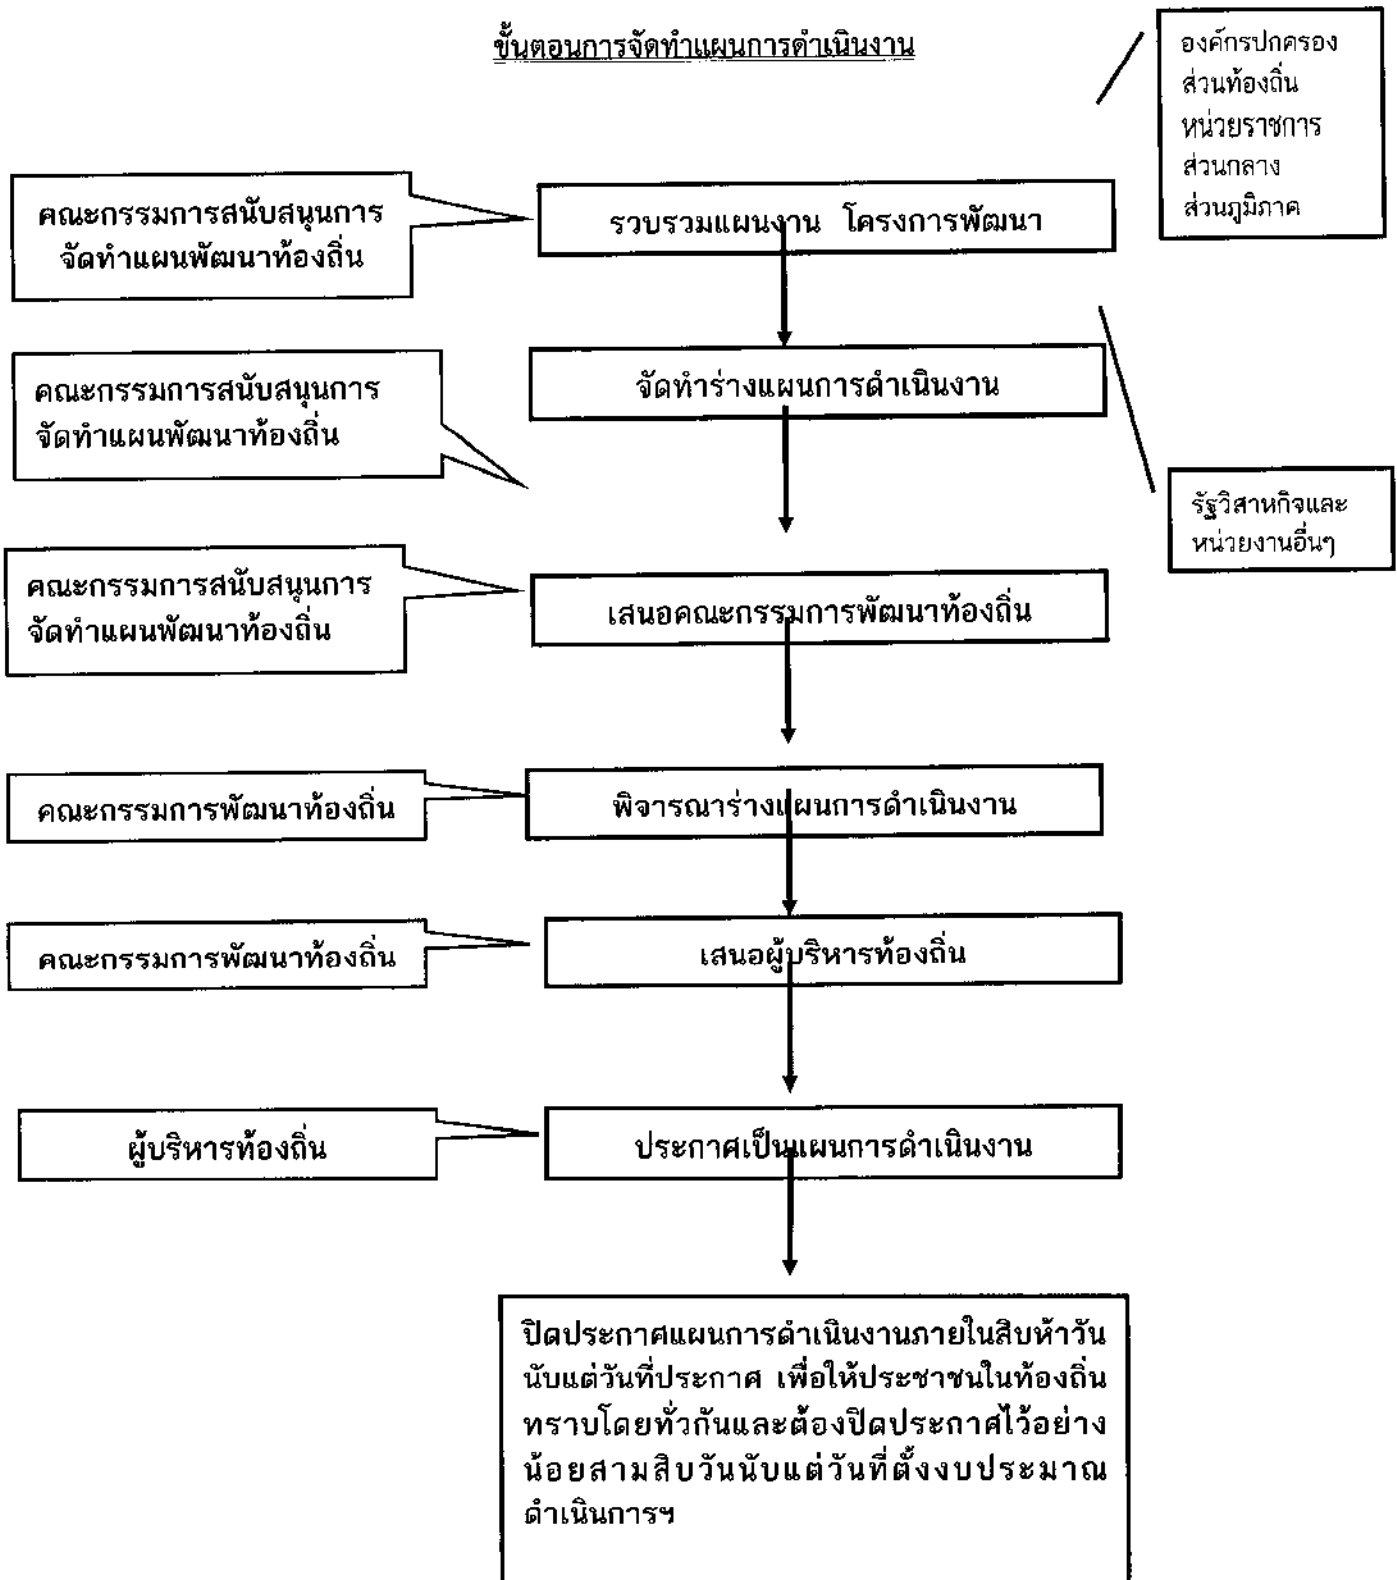 ขั้นตอนการจัดทำแผนการดำเนินงาน
องค์กรปกครอง
ส่วนท้องถิ่น
หน่วยราชการ
ส่วนกลาง
ส่วนภูมิภาค
คณะกรรมการสนับสนุนการ
จัดทำแผนพัฒนาท้องถิ่น
รวบรวมแผนงาน โครงการพัฒนา
คณะกรรมการสนับสนุนการ
จัดทำแผนพัฒนาท้องถิ่น
จัดทำร่างแผนการดำเนินงาน
รัฐวิสาหกิจและ
หน่วยงานอื่นๆ
คณะกรรมการสนับสนุนการ
จัดทำแผนพัฒนาท้องถิ่น
เสนอคณะกรรมการพัฒนาท้องถิ่น
คณะกรรมการพัฒนาท้องถิ่น
พิจารณาร่างแผนการดำเนินงาน
คณะกรรมการพัฒนาท้องถิ่น
เสนอผู้บริหารท้องถิ่น
ผู้บริหารท้องถิ่น
ประกาศเป็นแผนการดำเนินงาน
ปิดประกาศแผนการดำเนินงานภายในสิบห้าวัน
นับแต่วันที่ประกาศ เพื่อให้ประชาชนในท้องถิ่น
ทราบโดยทั่วกันและต้องปิดประกาศไว้อย่าง
น้อยสามสิบวันนับแต่วันที่ตั้งงบประมาณ
ดำเนินการฯ